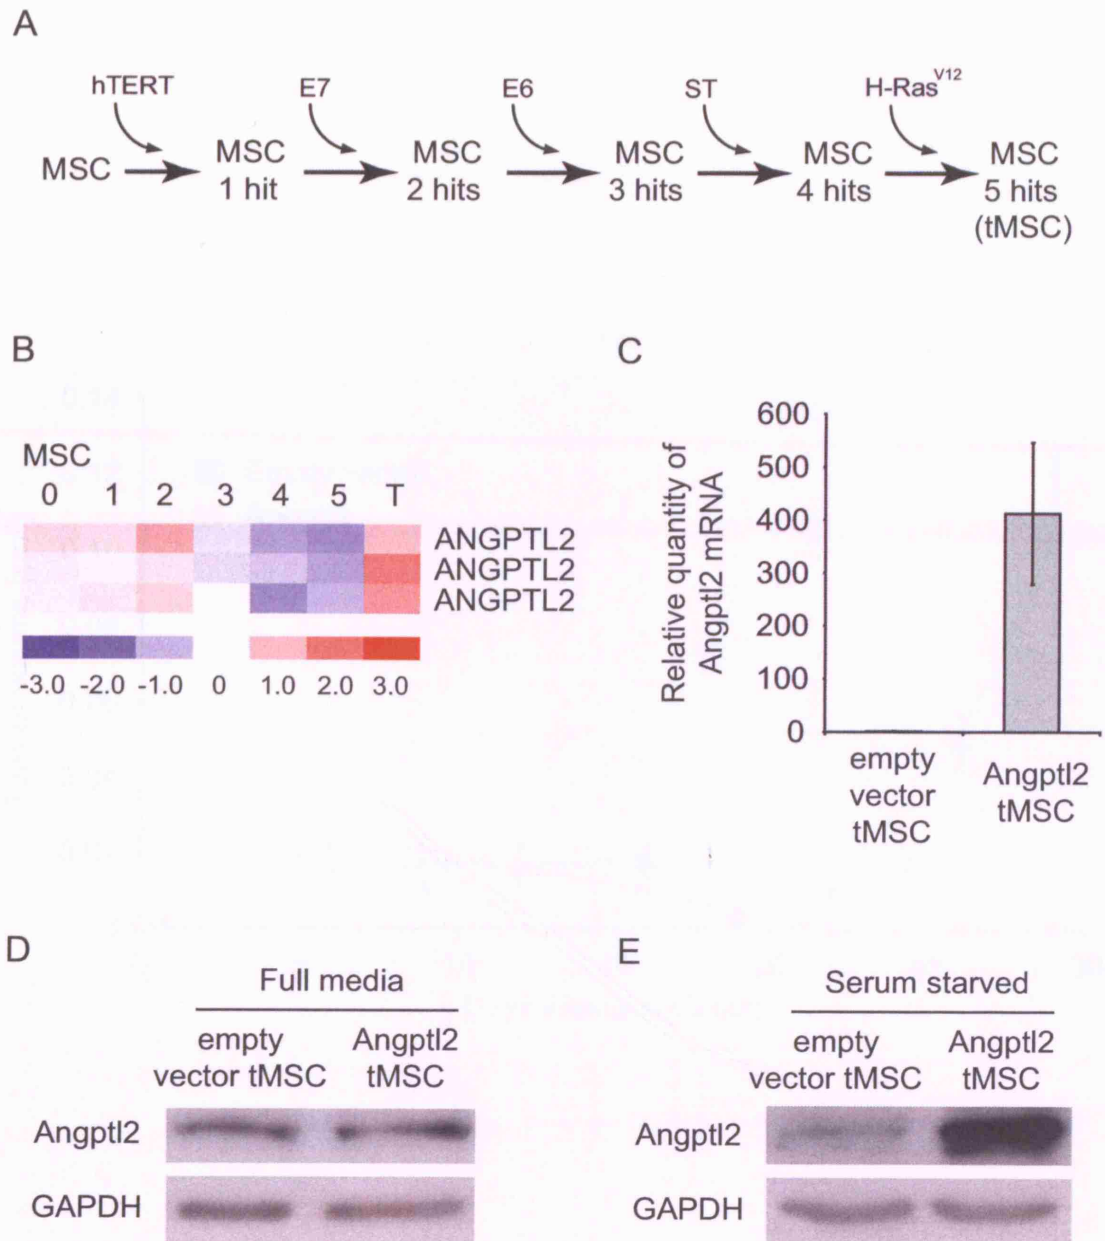 A
hTERT E7 E6 ST H-Ras^V12
MSC MSC MSC MSC MSC MSC
1 hit 2 hits 3 hits 4 hits 5 hits
(tMSC)
B
MSC
0 1 2 3 4 5 T
ANGPTL2
ANGPTL2
ANGPTL2
-3.0 -2.0 -1.0 0 1.0 2.0 3.0
C
Relative quantity of
Angptl2 mRNA
600
500
400
300
200
100
0
empty
vector
tMSC
Angptl2
tMSC
D
Full media
empty
vector tMSC
Angptl2
tMSC
Angptl2
GAPDH
E
Serum starved
empty
vector tMSC
Angptl2
tMSC
Angptl2
GAPDH